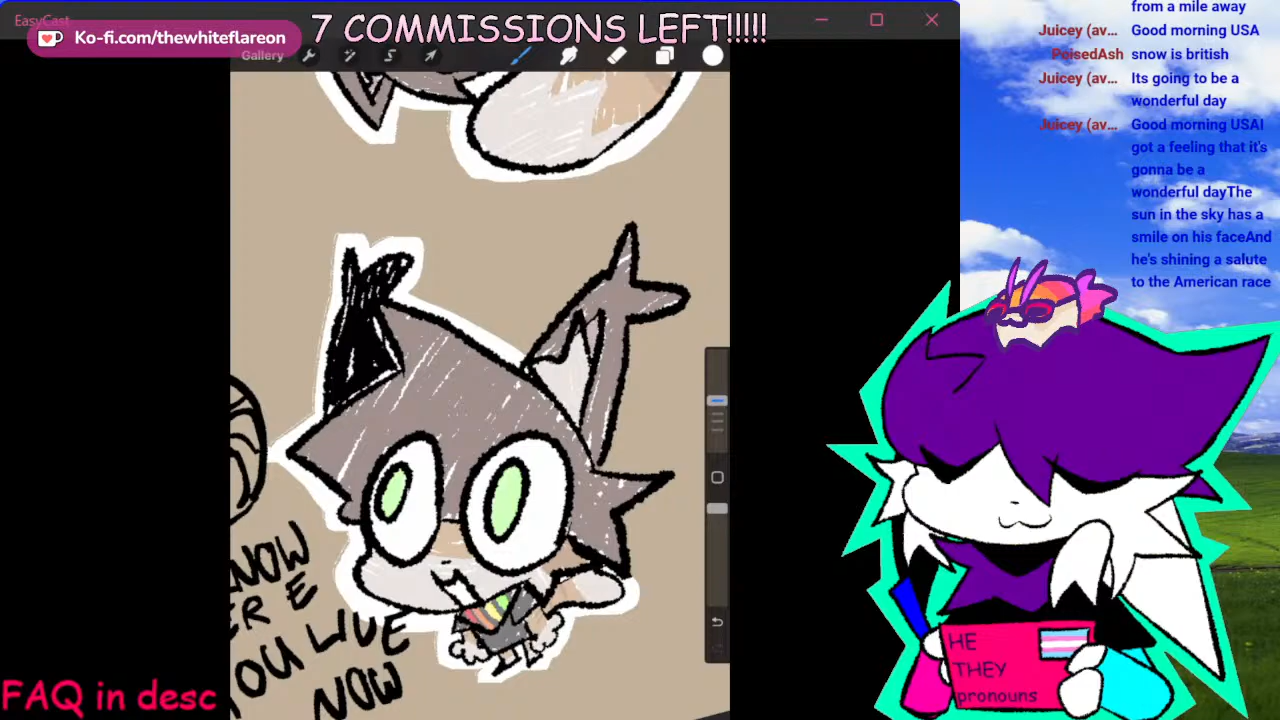 EasyCast
Ko-fi.com/thewhiteflareon
7 COMMISSIONS LEFT!!!!!
Gallery
from a mile away
Juicey (av... Good morning USA
PoisedAsh snow is british
Juicey (av... Its going to be a
wonderful day
Juicey (av... Good morning USAI
got a feeling that it's
gonna be a
wonderful dayThe
sun in the sky has a
smile on his faceAnd
he's shining a salute
to the American race
NOW
ER E
YOU LIVE
NOW
HE
THEY
pronouns
FAQ in desc